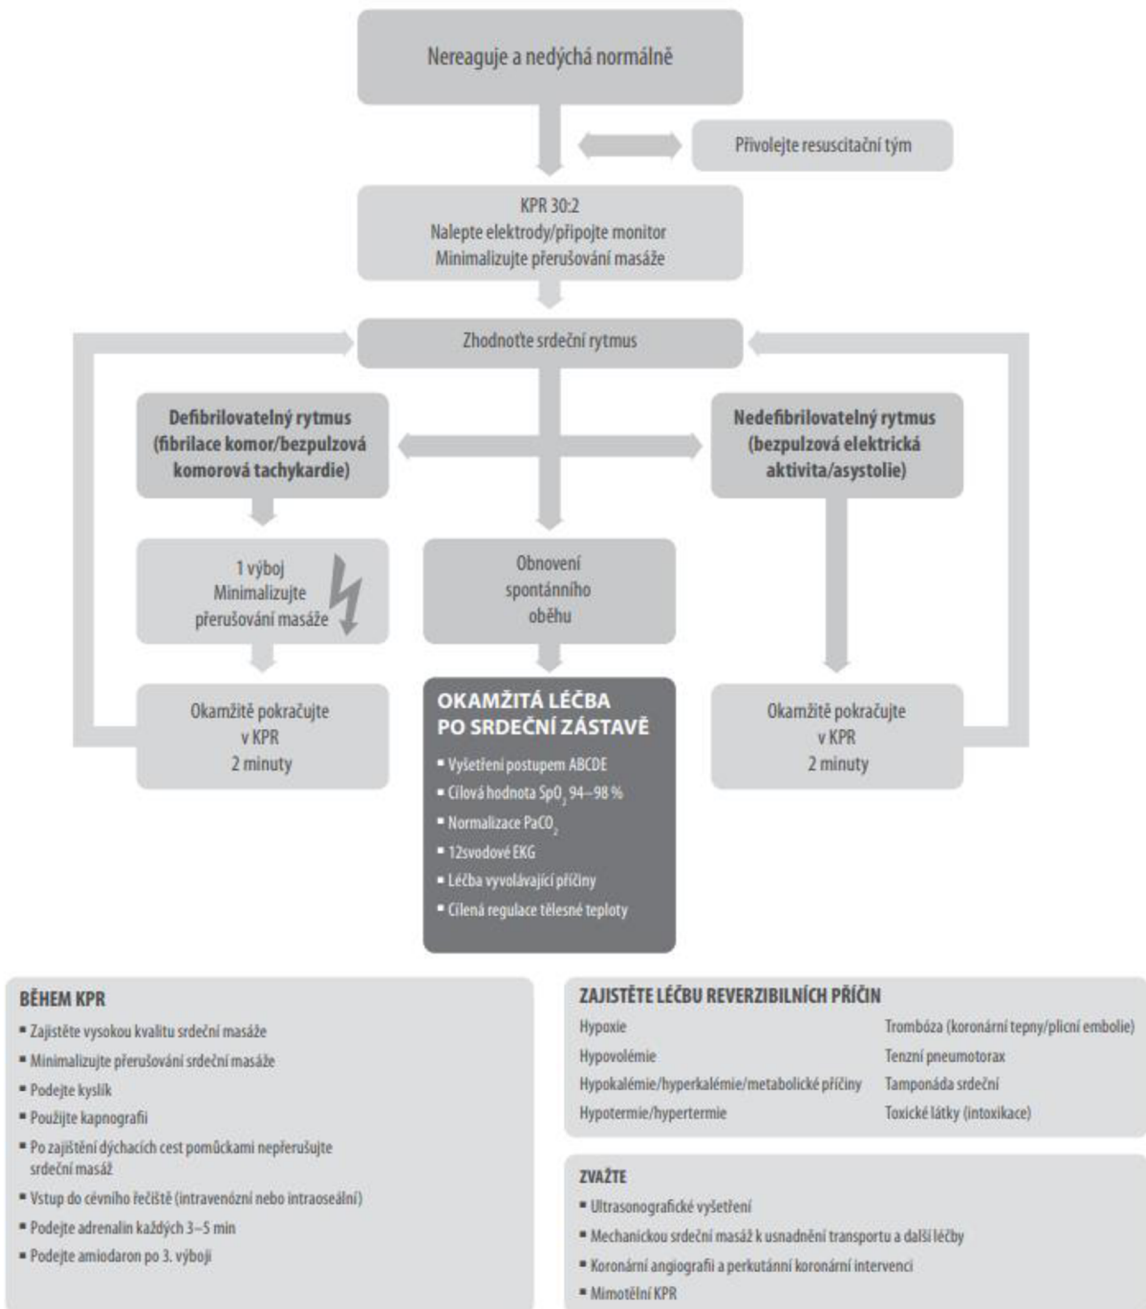 Nereaguje a nedýchá normálně
Přivolejte resuscitační tým
KPR 30:2
Nalepte elektrody/připojte monitor
Minimalizujte přerušování masáže
Zhodnoťte srdeční rytmus
Defibrilovatelný rytmus
(fibrilace komor/bezpulzová
komorová tachykardie)
Nedefibrilovatelný rytmus
(bezpulzová elektrická
aktivita/asystolie)
1 výboj
Minimalizujte
přerušování masáže
Obnovení
spontánního
oběhu
Okamžitě pokračujte
v KPR
2 minuty
OKAMŽITÁ LÉČBA
PO SRDEČNÍ ZÁSTAVĚ
▪ Vyšetření postupem ABCDE
▪ Cílová hodnota SpO₂ 94–98 %
▪ Normalizace PaCO₂
▪ 12svodové EKG
▪ Léčba vyvolávající příčiny
▪ Cílená regulace tělesné teploty
Okamžitě pokračujte
v KPR
2 minuty
BĚHEM KPR
▪ Zajistěte vysokou kvalitu srdeční masáže
▪ Minimalizujte přerušování srdeční masáže
▪ Podejte kyslík
▪ Použijte kapnografii
▪ Po zajištění dýchacích cest pomůckami nepřerušujte
srdeční masáž
▪ Vstup do cévního řečiště (intravenózní nebo intraoseální)
▪ Podejte adrenalin každých 3–5 min
▪ Podejte amiodaron po 3. výboji
ZAJISTĚTE LÉČBU REVERZIBILNÍCH PŘÍČIN
Hypoxie
Hypovolémie
Hypokalémie/hyperkalémie/metabolické příčiny
Hypotermie/hypertermie
Trombóza (koronární tepny/plicní embolie)
Tenzní pneumotorax
Tamponáda srdeční
Toxické látky (intoxikace)
ZVAŽTE
▪ Ultrasonografické vyšetření
▪ Mechanickou srdeční masáž k usnadnění transportu a další léčby
▪ Koronární angiografii a perkutánní koronární intervenci
▪ Mimotělní KPR